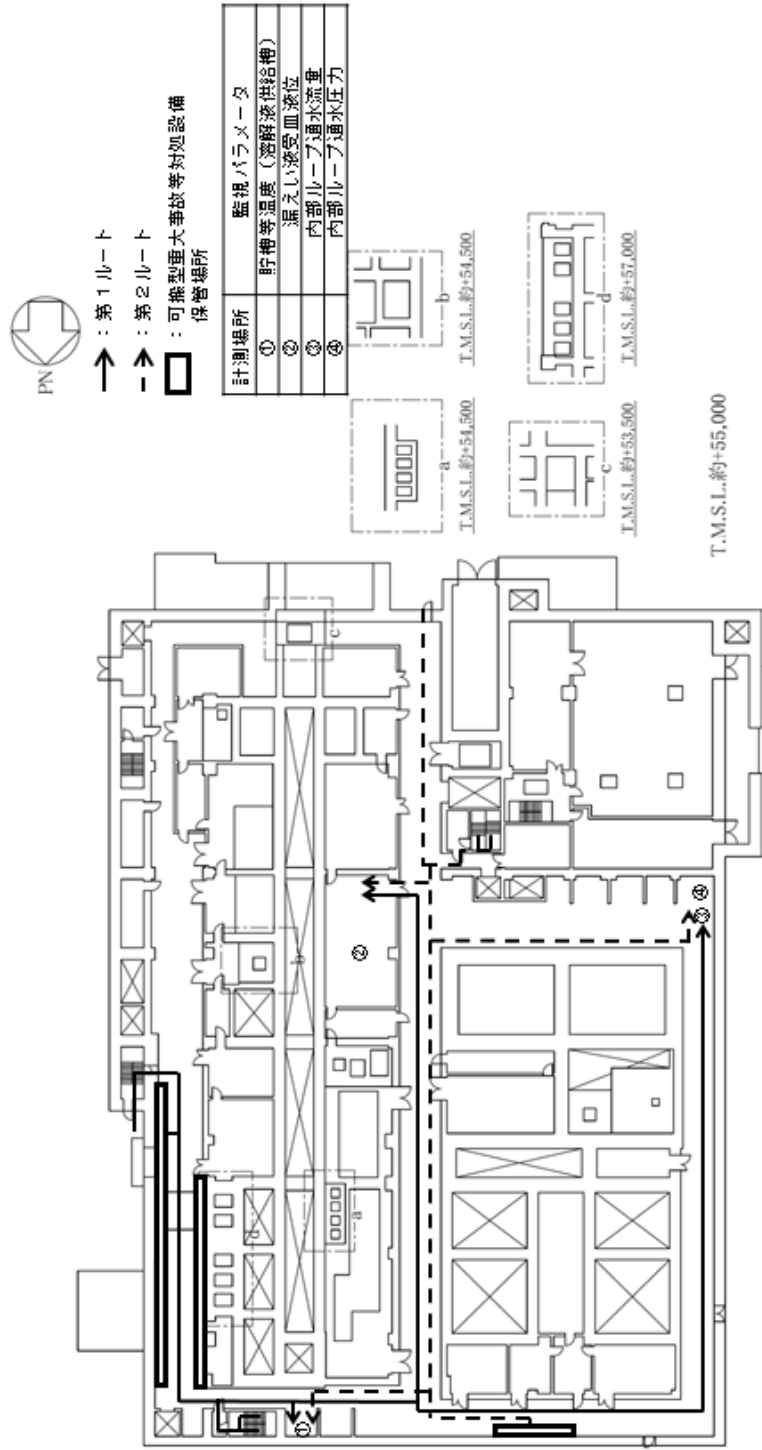 PN
:第1ルート
:第2ルート
:可搬型重大事故等対処設備
保管場所
計測場所 監視パラメータ
① 貯槽等温度(溶解液供給槽)
② 漏えい液受皿液位
③ 内部ループ通水流量
④ 内部ループ通水圧力
a
T.M.S.L.約+54,500
b
T.M.S.L.約+54,500
c
T.M.S.L.約+53,500
d
T.M.S.L.約+57,000
T.M.S.L.約+55,000
c
b
d
a
②
③ ④
①